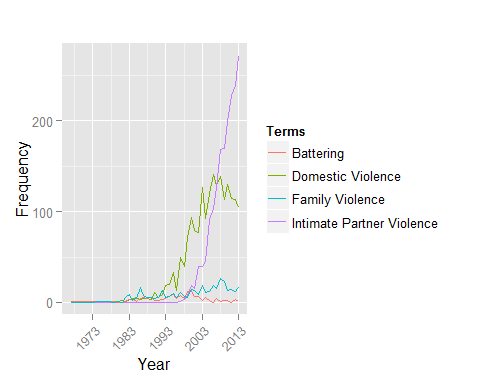 Frequency
200
100
0
1973
1983
1993
2003
2013
Year
Terms
Battering
Domestic Violence
Family Violence
Intimate Partner Violence